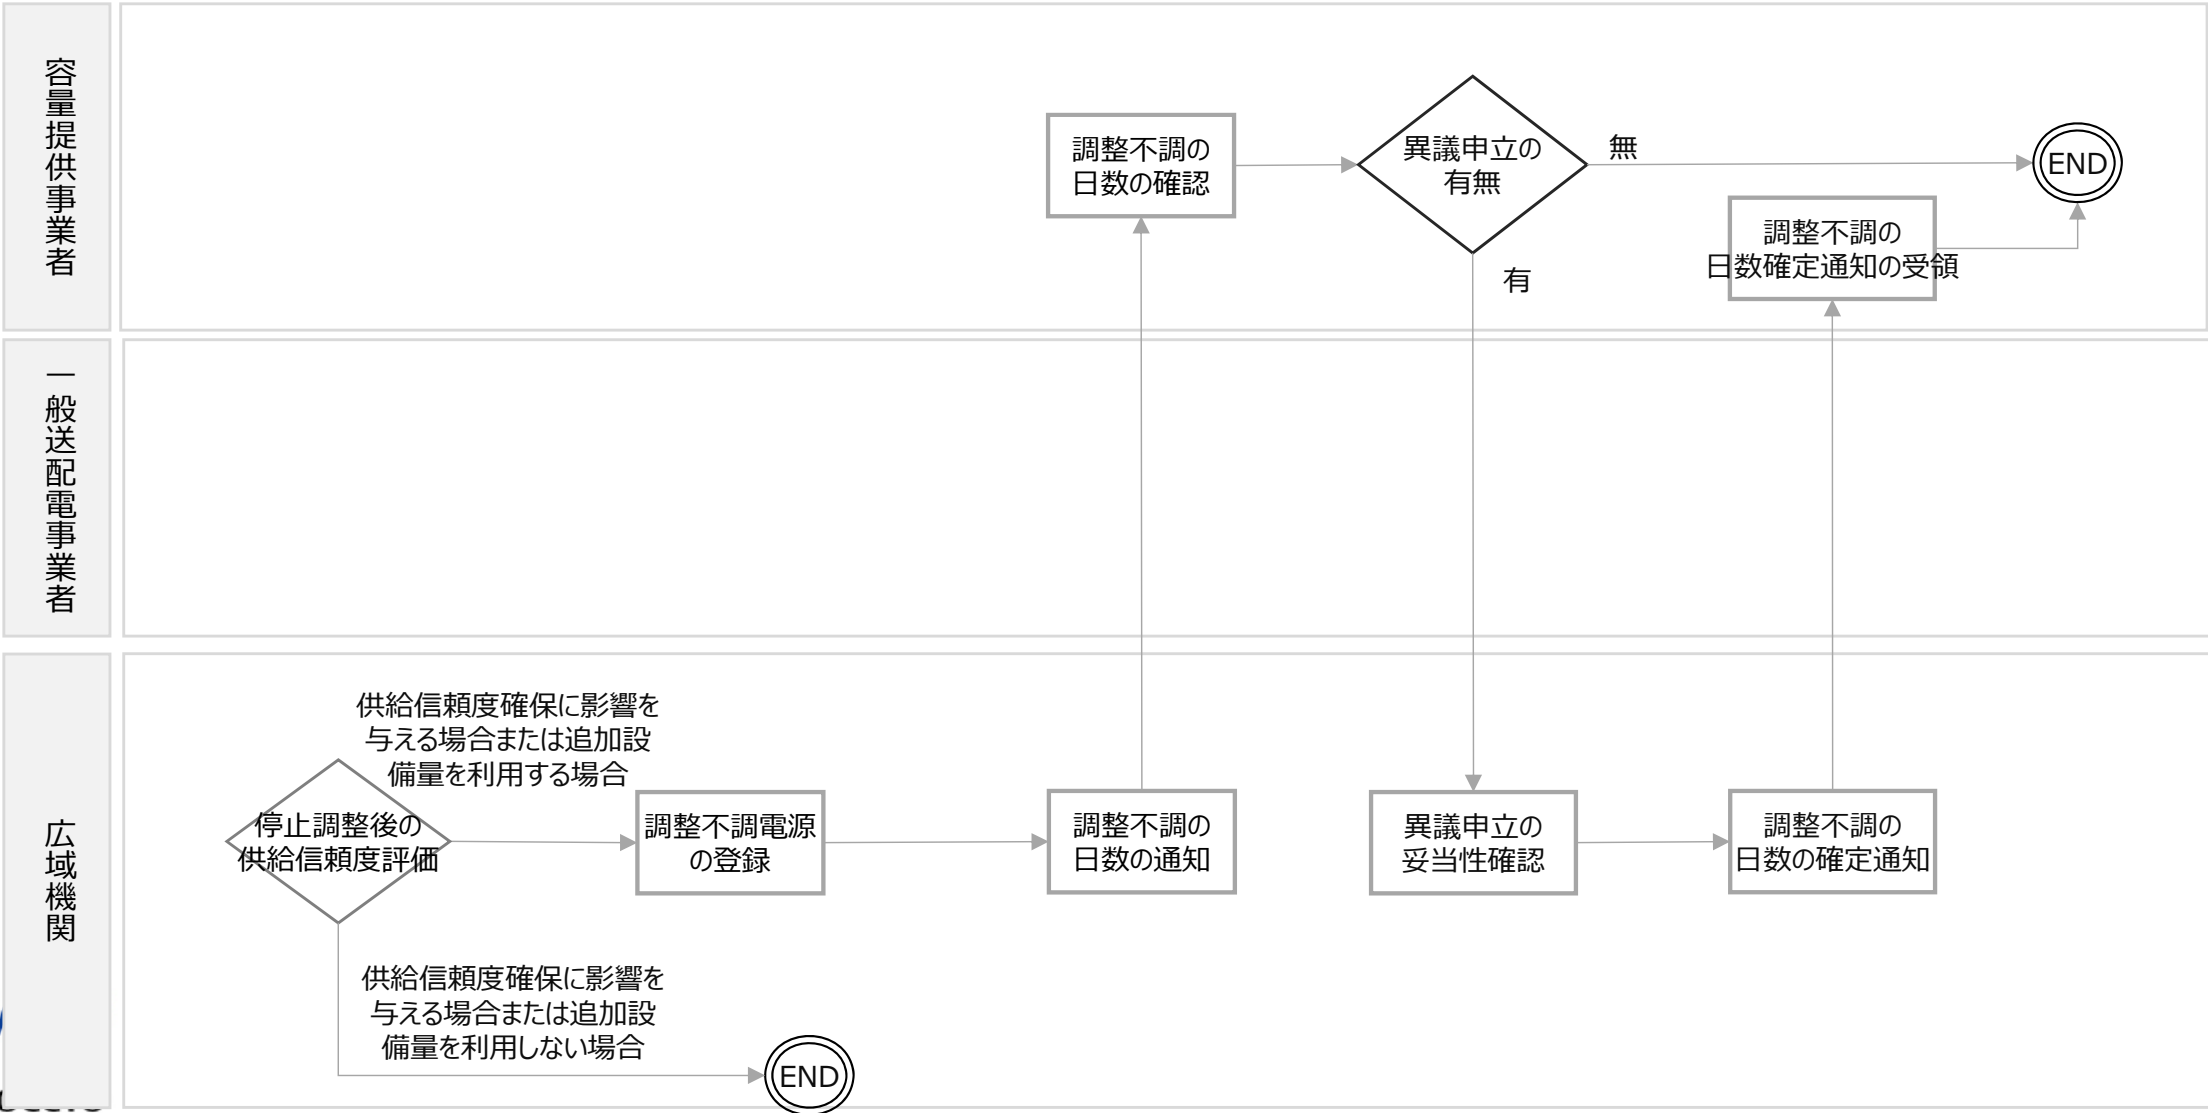 容量提供事業者
調整不調の
日数の確認
異議申立の
有無
無
有
調整不調の
日数確定通知の受領
END
一般送配電事業者
広域機関
停止調整後の
供給信頼度評価
供給信頼度確保に影響を
与える場合または追加設
備量を利用する場合
調整不調電源
の登録
調整不調の
日数の通知
異議申立の
妥当性確認
調整不調の
日数の確定通知
供給信頼度確保に影響を
与える場合または追加設
備量を利用しない場合
END